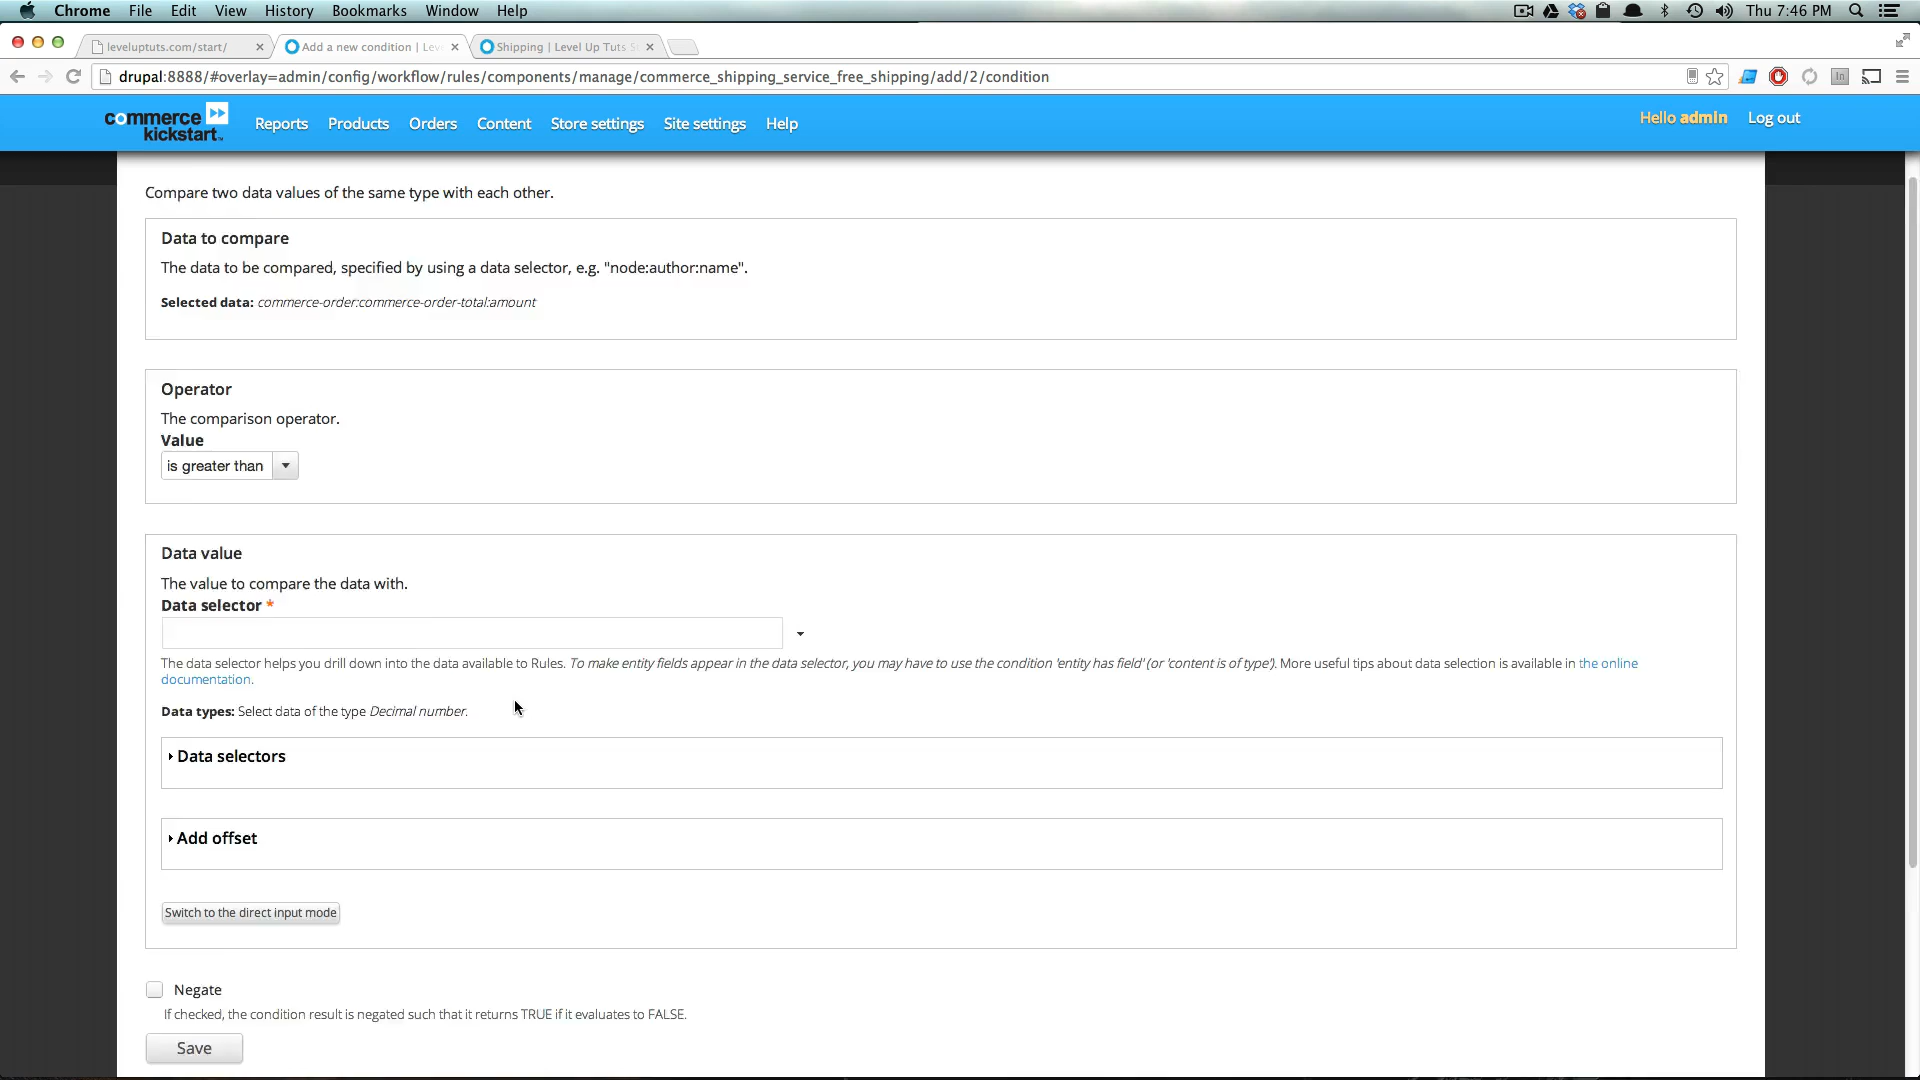 Chrome File Edit View History Bookmarks Window Help Thu 7:46 PM
leveluptuts.com/start/ Add a new condition | Lev Shipping | Level Up Tuts S
drupal:8888/#overlay=admin/config/workflow/rules/components/manage/commerce_shipping_service_free_shipping/add/2/condition
commerce kickstart Reports Products Orders Content Store settings Site settings Help Hello admin Log out
Compare two data values of the same type with each other.
Data to compare
The data to be compared, specified by using a data selector, e.g. "node:author:name".
Selected data: commerce-order:commerce-order-total:amount
Operator
The comparison operator.
Value
is greater than
Data value
The value to compare the data with.
Data selector *
The data selector helps you drill down into the data available to Rules. To make entity fields appear in the data selector, you may have to use the condition 'entity has field' (or 'content is of type'). More useful tips about data selection is available in the online
documentation.
Data types: Select data of the type Decimal number.
Data selectors
Add offset
Switch to the direct input mode
Negate
If checked, the condition result is negated such that it returns TRUE if it evaluates to FALSE.
Save